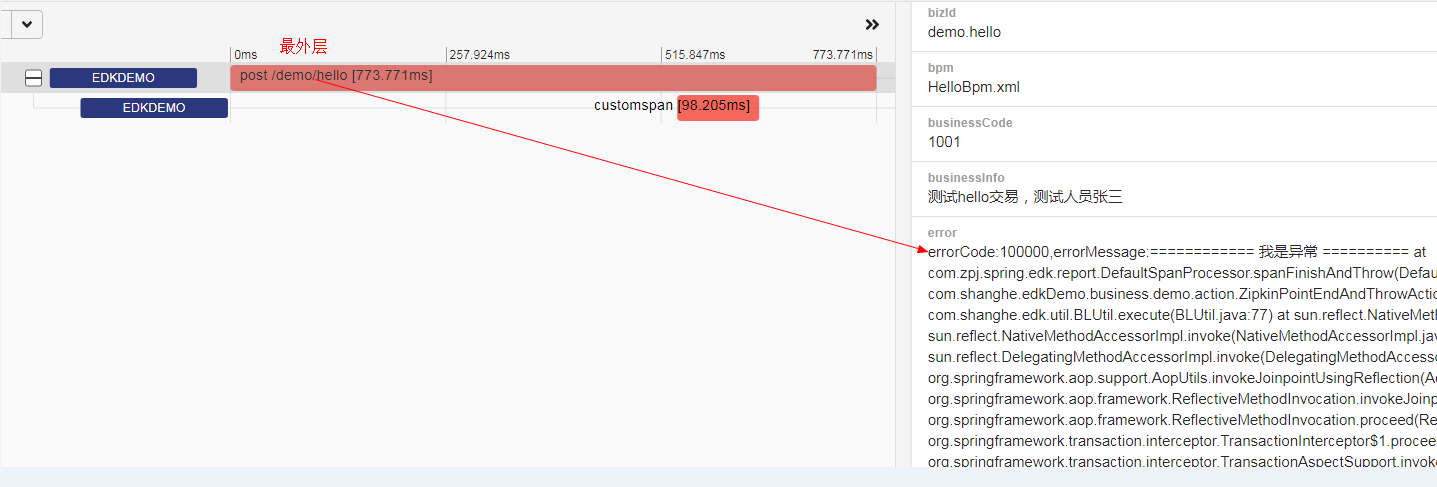 最外层
0ms 257.924ms 515.847ms 773.771ms
EDKDEMO post /demo/hello [773.771ms]
EDKDEMO customspan [98.205ms]
bizId
demo.hello
bpm
HelloBpm.xml
businessCode
1001
businessInfo
测试hello交易，测试人员张三
error
errorCode:100000,errorMessage:============ 我是异常 ========== at
com.zpj.spring.edk.report.DefaultSpanProcessor.spanFinishAndThrow(Defau
com.shanghe.edkDemo.business.demo.action.ZipkinPointEndAndThrowActio
com.shanghe.edk.util.BLUtil.execute(BLUtil.java:77) at sun.reflect.NativeMeth
sun.reflect.NativeMethodAccessorImpl.invoke(NativeMethodAccessorImpl.jav
sun.reflect.DelegatingMethodAccessorImpl.invoke(DelegatingMethodAccesso
org.springframework.aop.support.AopUtils.invokeJoinpointUsingReflection(Ao
org.springframework.aop.framework.ReflectiveMethodInvocation.invokeJoinp
org.springframework.aop.framework.ReflectiveMethodInvocation.proceed(Re
org.springframework.transaction.interceptor.TransactionInterceptor$1.procee
org.springframework.transaction.interceptor.TransactionAspectSupport.invoke